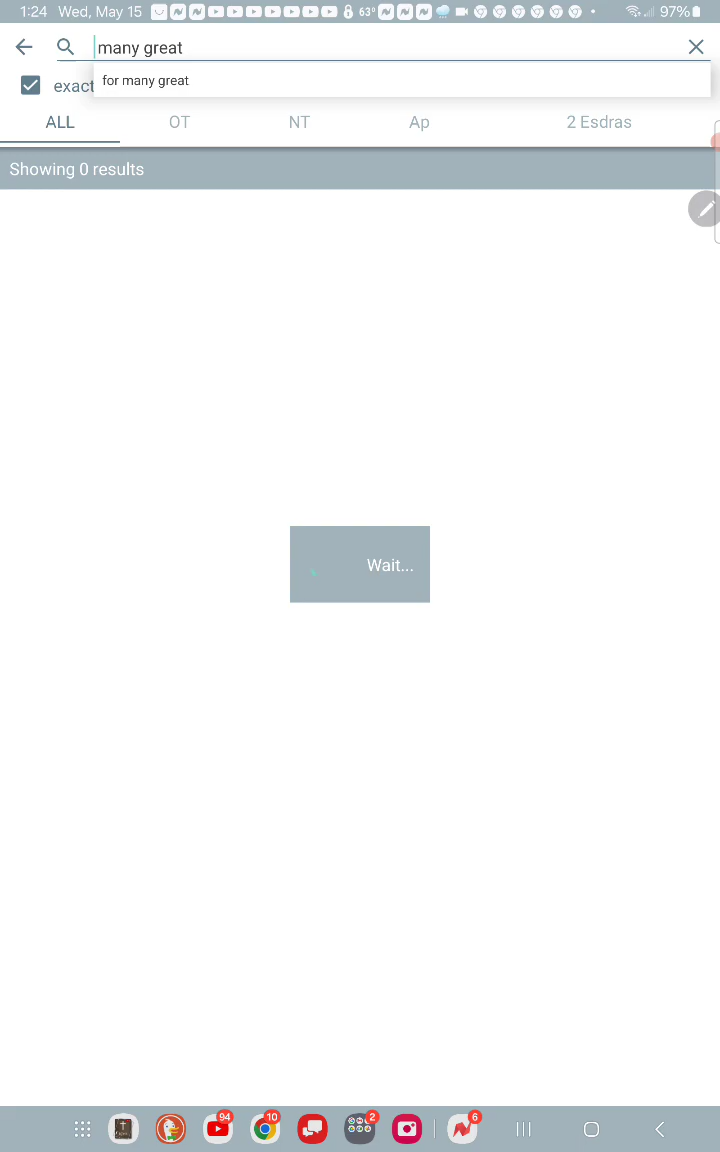 1:24 Wed, May 15 63° 97%
many great
for many great
exact
ALL OT NT Ap 2 Esdras
Showing 0 results
Wait...
94 10 2 6